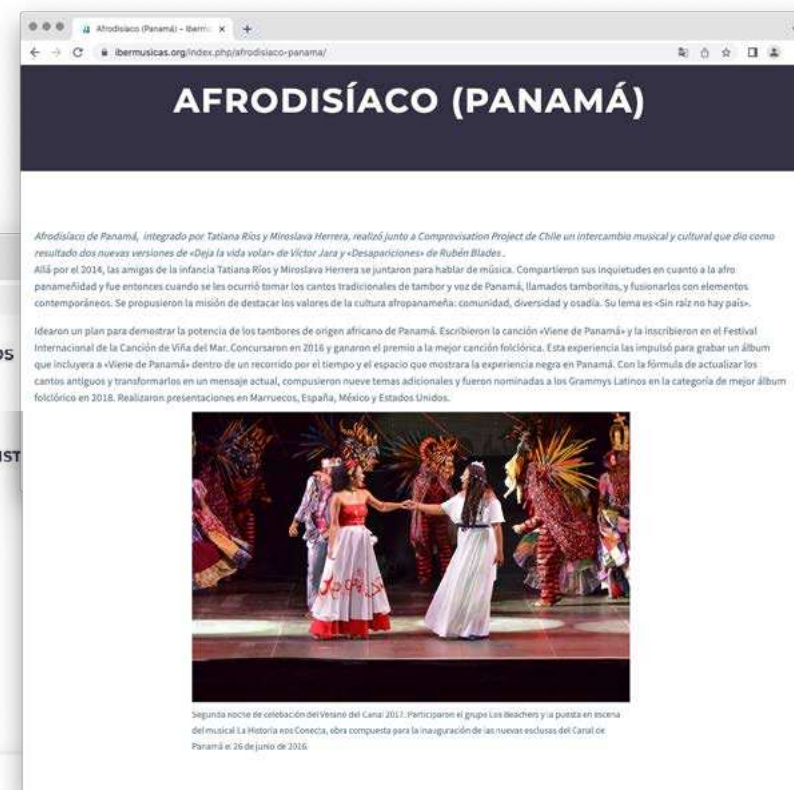 Afrodisíaco (Panamá) – Iberm
ibermusicas.org/index.php/afrodisiaco-panama/
AFRODISÍACO (PANAMÁ)
OS
IST
Afrodisíaco de Panamá, integrado por Tatiana Ríos y Miroslava Herrera, realizó junto a Comprovisation Project de Chile un intercambio musical y cultural que dio como
resultado dos nuevas versiones de «Deja la vida volar» de Víctor Jara y «Desapariciones» de Rubén Blades .
Allá por el 2014, las amigas de la infancia Tatiana Ríos y Miroslava Herrera se juntaron para hablar de música. Compartieron sus inquietudes en cuanto a la afro
panameñidad y fue entonces cuando se les ocurrió tomar los cantos tradicionales de tambor y voz de Panamá, llamados tamboritos, y fusionarlos con elementos
contemporáneos. Se propusieron la misión de destacar los valores de la cultura afropanameña: comunidad, diversidad y osadía. Su lema es «Sin raíz no hay país».
Idearon un plan para demostrar la potencia de los tambores de origen africano de Panamá. Escribieron la canción «Viene de Panamá» y la inscribieron en el Festival
Internacional de la Canción de Viña del Mar. Concursaron en 2016 y ganaron el premio a la mejor canción folclórica. Esta experiencia las impulsó para grabar un álbum
que incluyera a «Viene de Panamá» dentro de un recorrido por el tiempo y el espacio que mostrara la experiencia negra en Panamá. Con la fórmula de actualizar los
cantos antiguos y transformarlos en un mensaje actual, compusieron nueve temas adicionales y fueron nominadas a los Grammys Latinos en la categoría de mejor álbum
folclórico en 2018. Realizaron presentaciones en Marruecos, España, México y Estados Unidos.
Segunda noche de celebación del Verano del Canal 2017. Participaron el grupo Los Beachers y la puesta en escena
del musical La Historia nos Conecta, obra compuesta para la inauguración de las nuevas esclusas del Canal de
Panamá el 26 de junio de 2016.